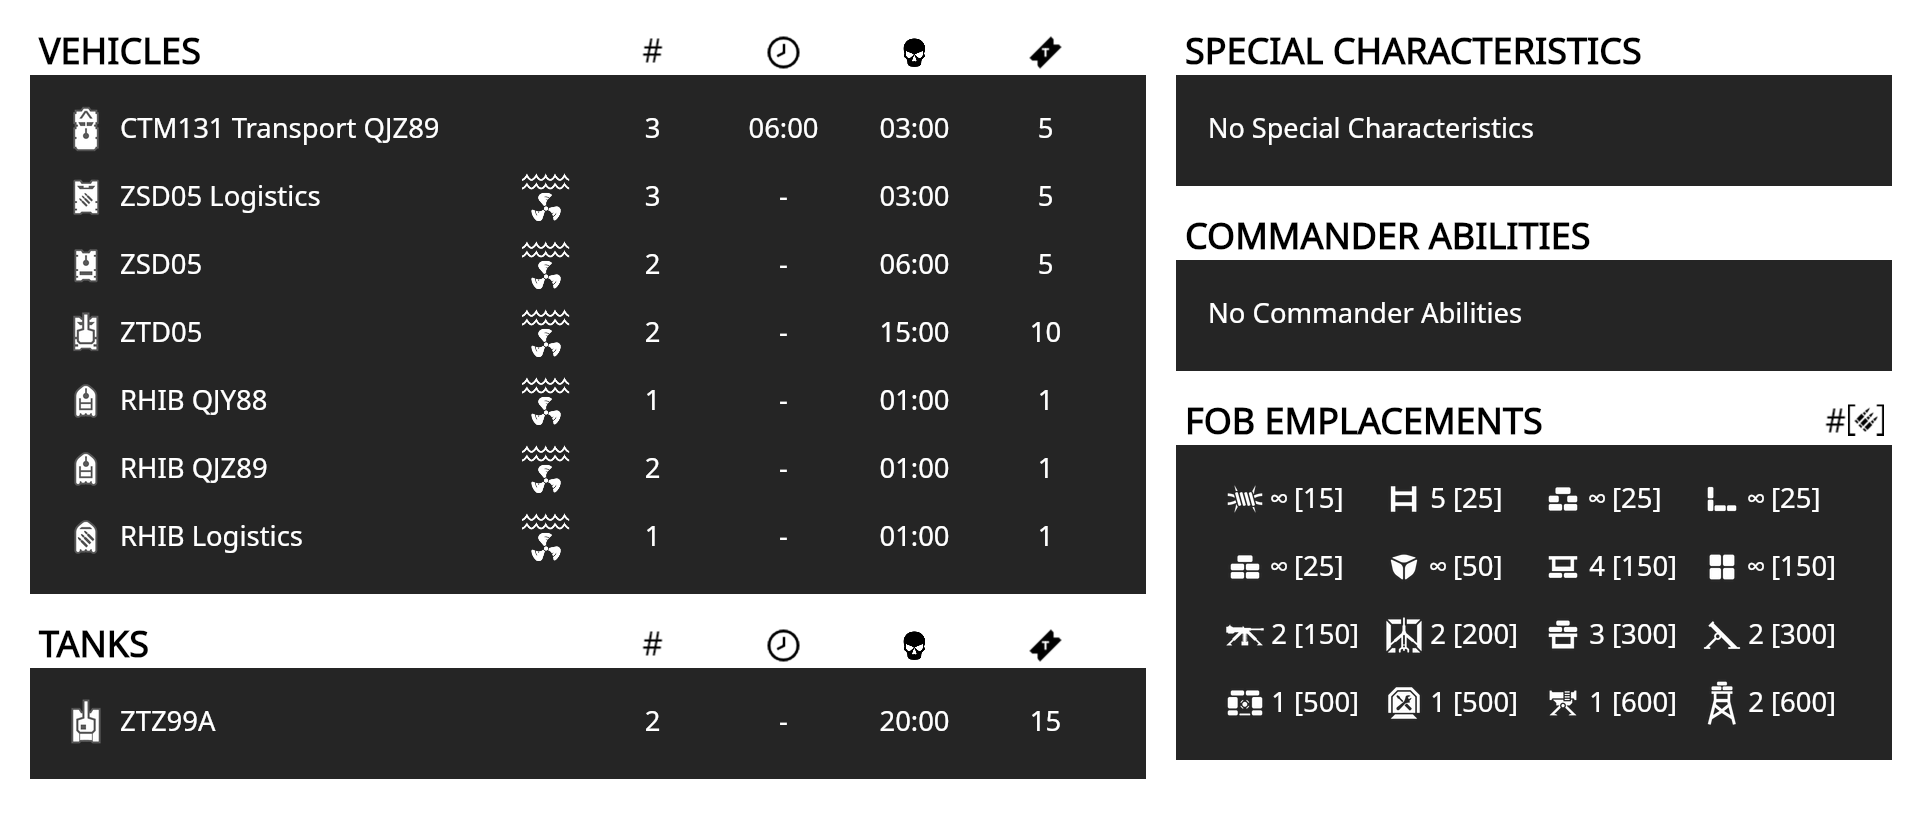 VEHICLES #
CTM131 Transport QJZ89 3 06:00 03:00 5
ZSD05 Logistics 3 - 03:00 5
ZSD05 2 - 06:00 5
ZTD05 2 - 15:00 10
RHIB QJY88 1 - 01:00 1
RHIB QJZ89 2 - 01:00 1
RHIB Logistics 1 - 01:00 1
TANKS #
ZTZ99A 2 - 20:00 15
SPECIAL CHARACTERISTICS
No Special Characteristics
COMMANDER ABILITIES
No Commander Abilities
FOB EMPLACEMENTS #[]
∞ [15] 5 [25] ∞ [25] ∞ [25]
∞ [25] ∞ [50] 4 [150] ∞ [150]
2 [150] 2 [200] 3 [300] 2 [300]
1 [500] 1 [500] 1 [600] 2 [600]